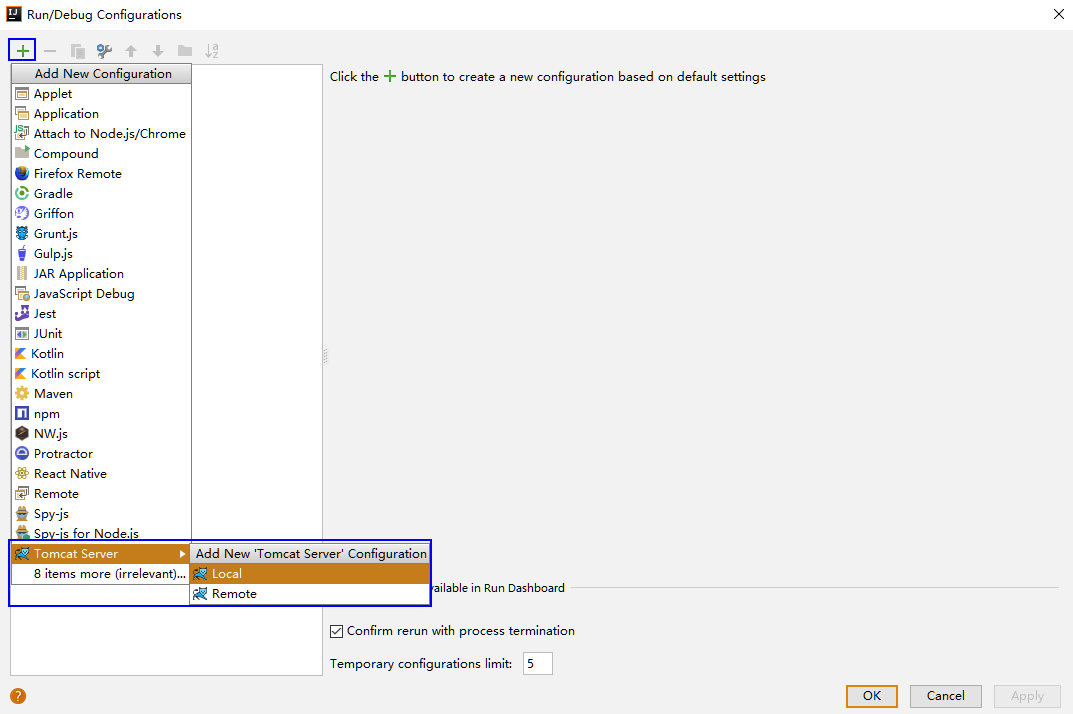 Run/Debug Configurations
Add New Configuration
Click the + button to create a new configuration based on default settings
Applet
Application
Attach to Node.js/Chrome
Compound
Firefox Remote
Gradle
Griffon
Grunt.js
Gulp.js
JAR Application
JavaScript Debug
Jest
JUnit
Kotlin
Kotlin script
Maven
npm
NW.js
Protractor
React Native
Remote
Spy-js
Spy-js for Node.js
Tomcat Server
Add New 'Tomcat Server' Configuration
8 items more (irrelevant)...
Local
Remote
vailable in Run Dashboard
Confirm rerun with process termination
Temporary configurations limit: 5
? OK Cancel Apply